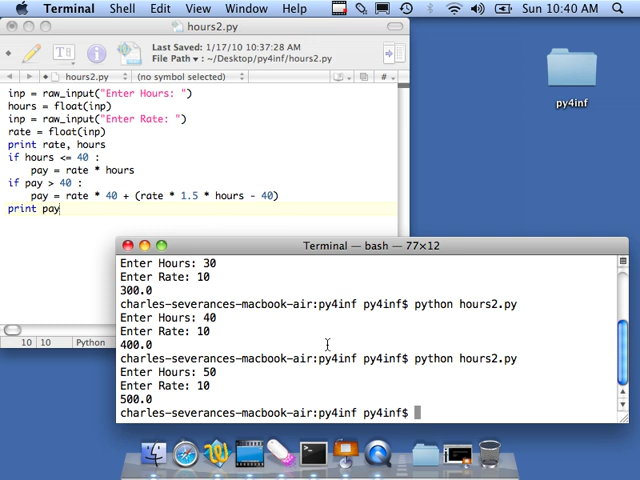 Terminal Shell Edit View Window Help Sun 10:40 AM
hours2.py
Last Saved: 1/17/10 10:37:28 AM
File Path: ~/Desktop/py4inf/hours2.py
hours2.py (no symbol selected) #
inp = raw_input("Enter Hours: ")
hours = float(inp)
inp = raw_input("Enter Rate: ")
rate = float(inp)
print rate, hours
if hours <= 40 :
pay = rate * hours
if pay > 40 :
pay = rate * 40 + (rate * 1.5 * hours - 40)
print pay
10 10 Python
py4inf
Terminal — bash — 77×12
Enter Hours: 30
Enter Rate: 10
300.0
charles-severances-macbook-air:py4inf py4inf$ python hours2.py
Enter Hours: 40
Enter Rate: 10
400.0
charles-severances-macbook-air:py4inf py4inf$ python hours2.py
Enter Hours: 50
Enter Rate: 10
500.0
charles-severances-macbook-air:py4inf py4inf$